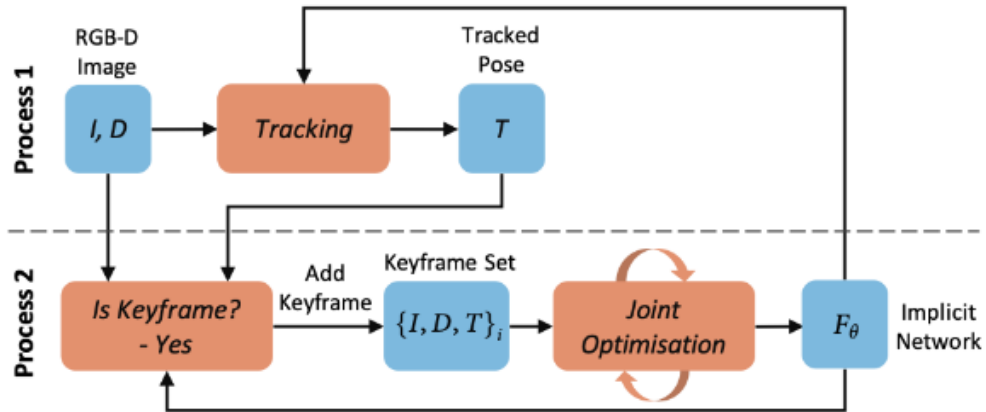 Process 1
RGB-D
Image
I, D
Tracking
Tracked
Pose
T
Process 2
Is Keyframe?
- Yes
Add
Keyframe
Keyframe Set
{I, D, T}ᵢ
Joint
Optimisation
F_θ
Implicit
Network